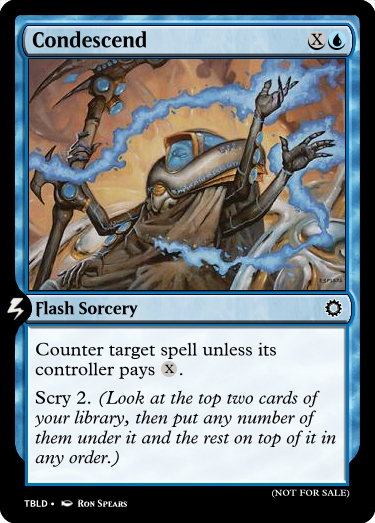 Condescend X
Flash Sorcery
Counter target spell unless its
controller pays X.
Scry 2. (Look at the top two cards of
your library, then put any number of
them under it and the rest on top of it in
any order.)
(NOT FOR SALE)
TBLD • Ron Spears